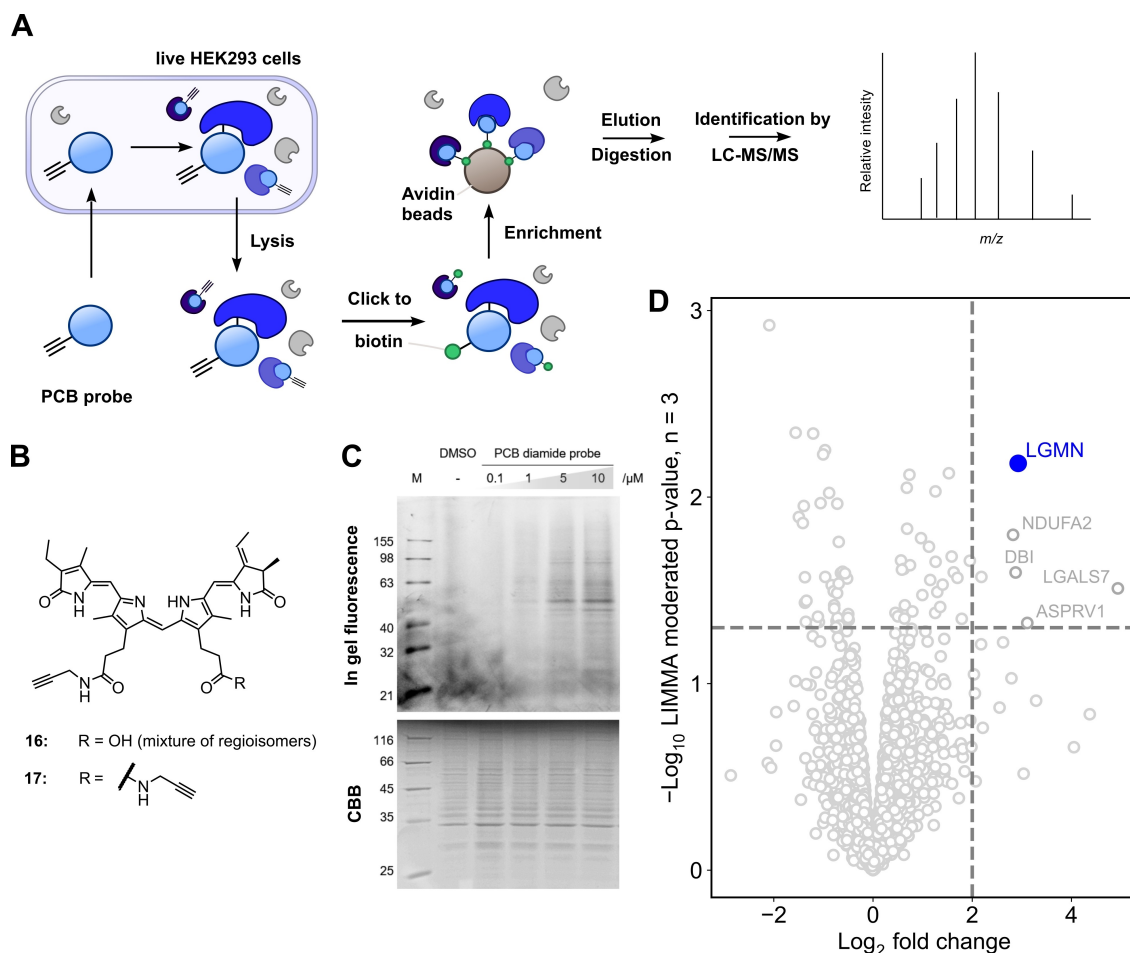 A
live HEK293 cells
Lysis
PCB probe
Click to
biotin
Avidin
beads
Enrichment
Elution
Digestion
Identification by
LC-MS/MS
Relative intesity
m/z
B
O
N
H
N
HN
N
H
O
N
H
O
O
R
16: R = OH (mixture of regioisomers)
17: R =
N
H
C
DMSO
PCB diamide probe
M - 0.1 1 5 10 /µM
In gel fluorescence
155
98
63
40
32
21
CBB
116
66
45
35
25
D
−Log10 LIMMA moderated p-value, n = 3
3
2
1
0
LGMN
NDUFA2
DBI
LGALS7
ASPRV1
−2 0 2 4
Log2 fold change